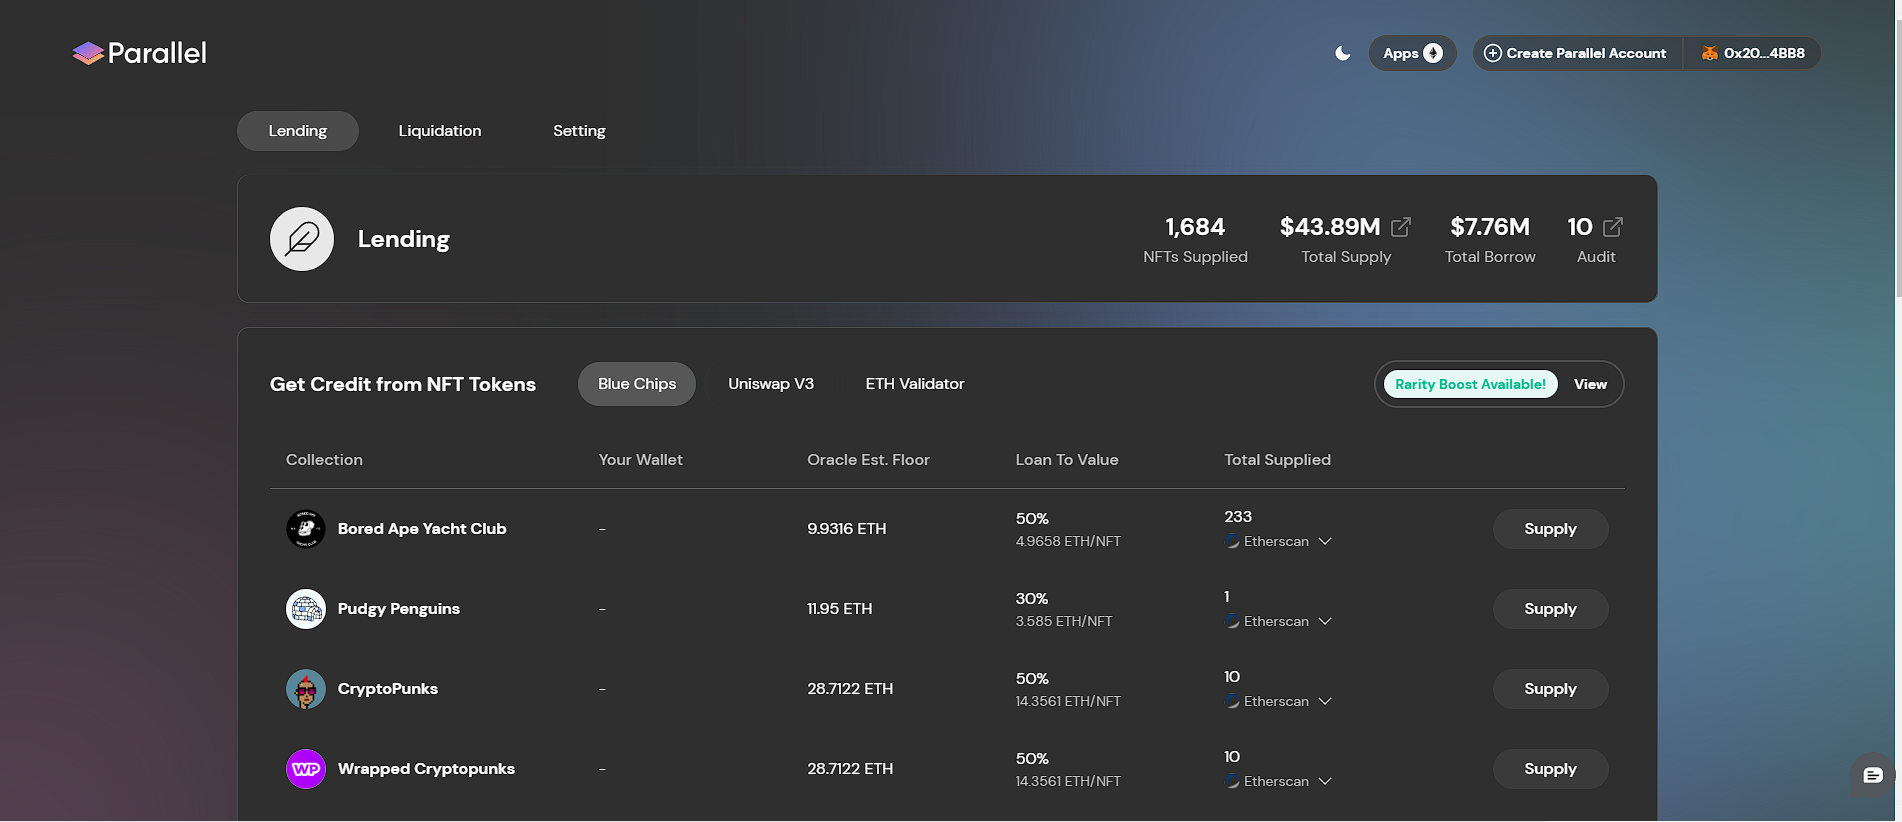 Parallel
Apps
Create Parallel Account
0x20...4BB8
Lending
Liquidation
Setting
Lending
1,684
NFTs Supplied
$43.89M
Total Supply
$7.76M
Total Borrow
10
Audit
Get Credit from NFT Tokens
Blue Chips
Uniswap V3
ETH Validator
Rarity Boost Available!
View
Collection
Your Wallet
Oracle Est. Floor
Loan To Value
Total Supplied
Bored Ape Yacht Club
-
9.9316 ETH
50%
4.9658 ETH/NFT
233
Etherscan
Supply
Pudgy Penguins
-
11.95 ETH
30%
3.585 ETH/NFT
1
Etherscan
Supply
CryptoPunks
-
28.7122 ETH
50%
14.3561 ETH/NFT
10
Etherscan
Supply
WP
Wrapped Cryptopunks
-
28.7122 ETH
50%
14.3561 ETH/NFT
10
Etherscan
Supply